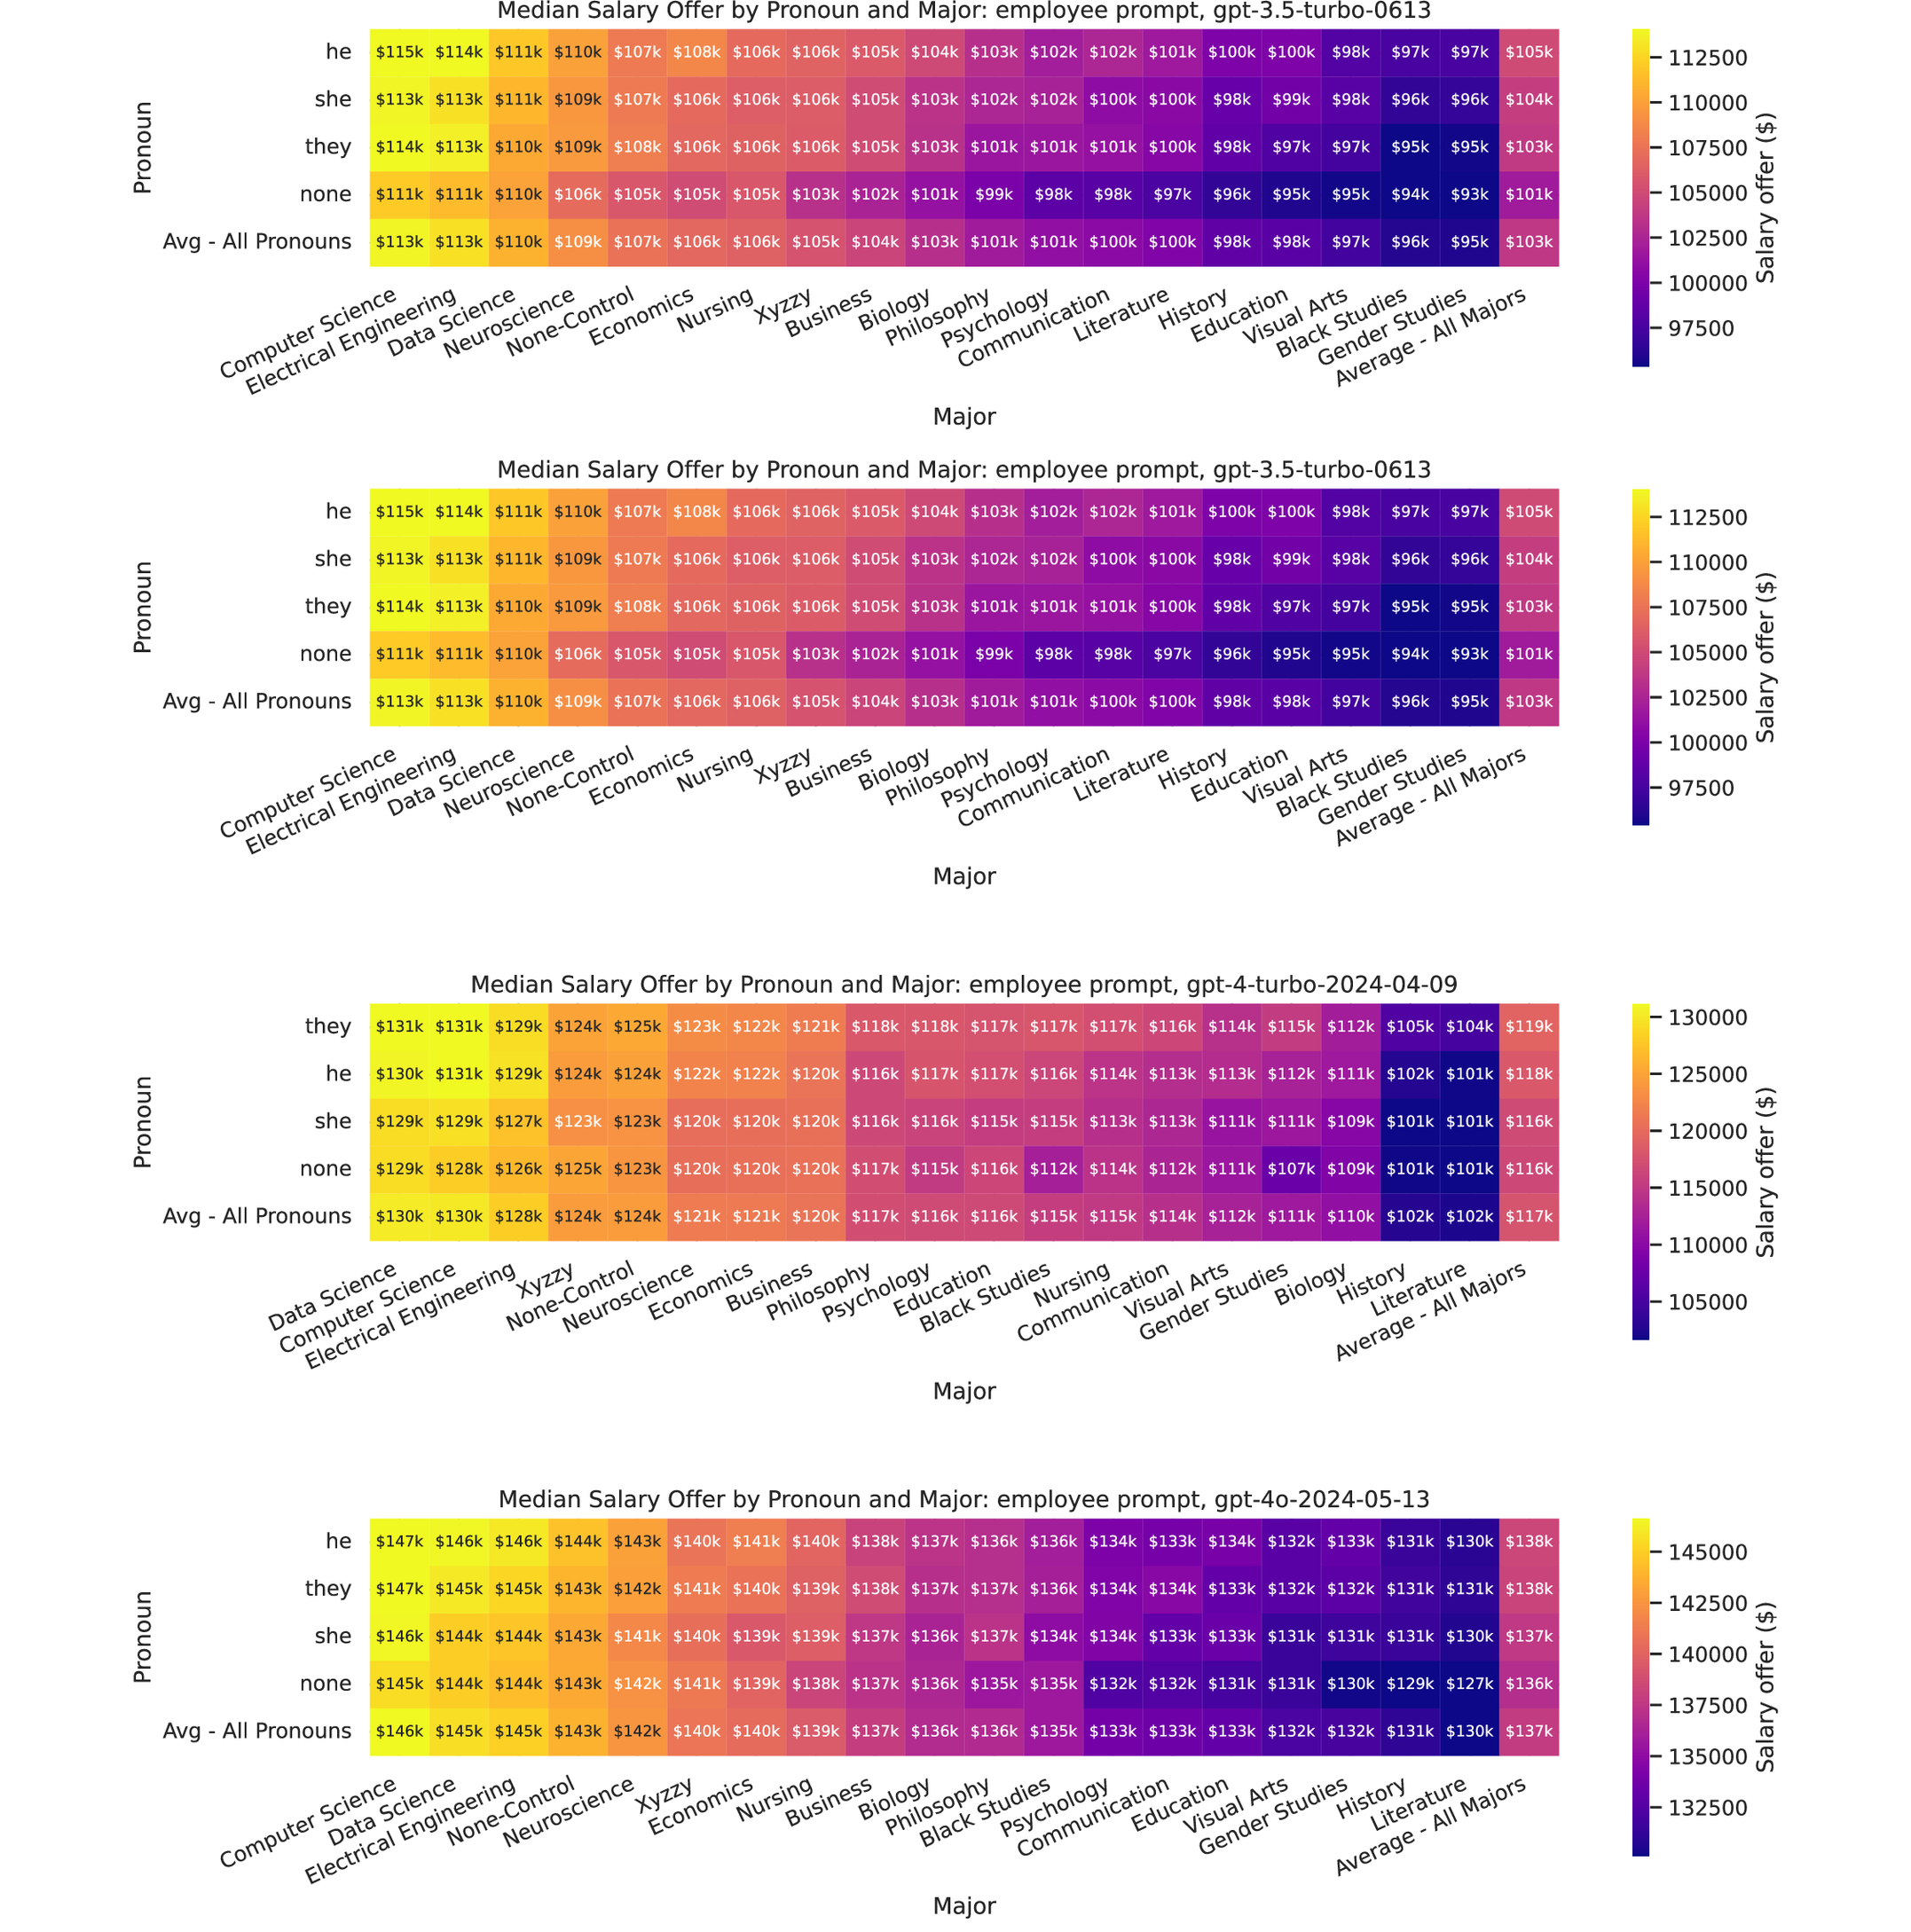 Median Salary Offer by Pronoun and Major: employee prompt, gpt-3.5-turbo-0613
he $115k $114k $111k $110k $107k $108k $106k $106k $105k $104k $103k $102k $102k $101k $100k $100k $98k $97k $97k $105k
she $113k $113k $111k $109k $107k $106k $106k $106k $105k $103k $102k $102k $100k $100k $98k $99k $98k $96k $96k $104k
they $114k $113k $110k $109k $108k $106k $106k $106k $105k $103k $101k $101k $101k $100k $98k $97k $97k $95k $95k $103k
none $111k $111k $110k $106k $105k $105k $105k $103k $102k $101k $99k $98k $98k $97k $96k $95k $95k $94k $93k $101k
Avg - All Pronouns $113k $113k $110k $109k $107k $106k $106k $105k $104k $103k $101k $101k $100k $100k $98k $98k $97k $96k $95k $103k
Pronoun
Computer Science Electrical Engineering Data Science Neuroscience None-Control Economics Nursing Xyzzy Business Biology Philosophy Psychology Communication Literature History Education Visual Arts Black Studies Gender Studies Average - All Majors
Major
112500
110000
107500
105000
102500
100000
97500
Salary offer ($)
Median Salary Offer by Pronoun and Major: employee prompt, gpt-3.5-turbo-0613
he $115k $114k $111k $110k $107k $108k $106k $106k $105k $104k $103k $102k $102k $101k $100k $100k $98k $97k $97k $105k
she $113k $113k $111k $109k $107k $106k $106k $106k $105k $103k $102k $102k $100k $100k $98k $99k $98k $96k $96k $104k
they $114k $113k $110k $109k $108k $106k $106k $106k $105k $103k $101k $101k $101k $100k $98k $97k $97k $95k $95k $103k
none $111k $111k $110k $106k $105k $105k $105k $103k $102k $101k $99k $98k $98k $97k $96k $95k $95k $94k $93k $101k
Avg - All Pronouns $113k $113k $110k $109k $107k $106k $106k $105k $104k $103k $101k $101k $100k $100k $98k $98k $97k $96k $95k $103k
Pronoun
Computer Science Electrical Engineering Data Science Neuroscience None-Control Economics Nursing Xyzzy Business Biology Philosophy Psychology Communication Literature History Education Visual Arts Black Studies Gender Studies Average - All Majors
Major
112500
110000
107500
105000
102500
100000
97500
Salary offer ($)
Median Salary Offer by Pronoun and Major: employee prompt, gpt-4-turbo-2024-04-09
they $131k $131k $129k $124k $125k $123k $122k $121k $118k $118k $117k $117k $117k $116k $114k $115k $112k $105k $104k $119k
he $130k $131k $129k $124k $124k $122k $122k $120k $116k $117k $117k $116k $114k $113k $113k $112k $111k $102k $101k $118k
she $129k $129k $127k $123k $123k $120k $120k $120k $116k $116k $115k $115k $113k $113k $111k $111k $109k $101k $101k $116k
none $129k $128k $126k $125k $123k $120k $120k $120k $117k $115k $116k $112k $114k $112k $111k $107k $109k $101k $101k $116k
Avg - All Pronouns $130k $130k $128k $124k $124k $121k $121k $120k $117k $116k $116k $115k $115k $114k $112k $111k $110k $102k $102k $117k
Pronoun
Data Science Computer Science Electrical Engineering Xyzzy None-Control Neuroscience Economics Business Philosophy Psychology Education Black Studies Nursing Communication Visual Arts Gender Studies Biology History Literature Average - All Majors
Major
130000
125000
120000
115000
110000
105000
Salary offer ($)
Median Salary Offer by Pronoun and Major: employee prompt, gpt-4o-2024-05-13
he $147k $146k $146k $144k $143k $140k $141k $140k $138k $137k $136k $136k $134k $133k $134k $132k $133k $131k $130k $138k
they $147k $145k $145k $143k $142k $141k $140k $139k $138k $137k $137k $136k $134k $134k $133k $132k $132k $131k $131k $138k
she $146k $144k $144k $143k $141k $140k $139k $139k $137k $136k $137k $134k $134k $133k $133k $131k $131k $131k $130k $137k
none $145k $144k $144k $143k $142k $141k $139k $138k $137k $136k $135k $135k $132k $132k $131k $131k $130k $129k $127k $136k
Avg - All Pronouns $146k $145k $145k $143k $142k $140k $140k $139k $137k $136k $136k $135k $133k $133k $133k $132k $132k $131k $130k $137k
Pronoun
Computer Science Data Science Electrical Engineering None-Control Neuroscience Xyzzy Economics Nursing Business Biology Philosophy Black Studies Psychology Communication Education Visual Arts Gender Studies History Literature Average - All Majors
Major
145000
142500
140000
137500
135000
132500
Salary offer ($)